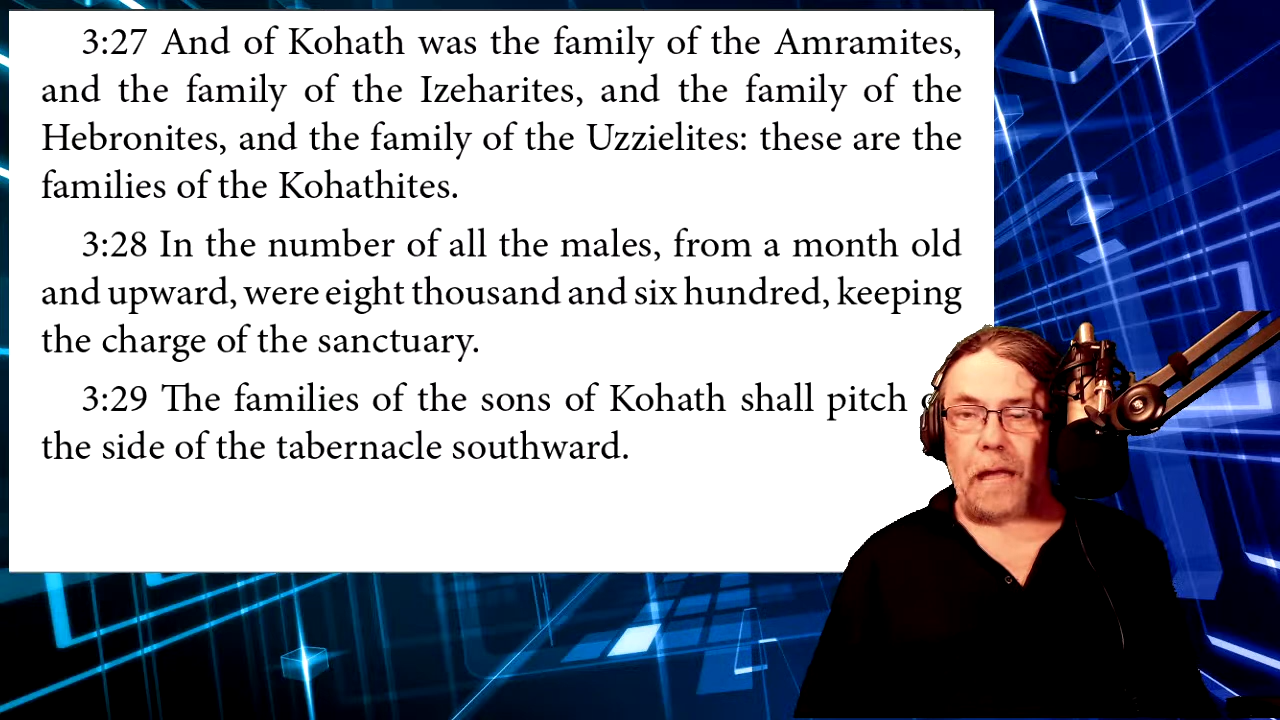 3:27 And of Kohath was the family of the Amramites,
and the family of the Izeharites, and the family of the
Hebronites, and the family of the Uzzielites: these are the
families of the Kohathites.
3:28 In the number of all the males, from a month old
and upward, were eight thousand and six hundred, keeping
the charge of the sanctuary.
3:29 The families of the sons of Kohath shall pitch
the side of the tabernacle southward.